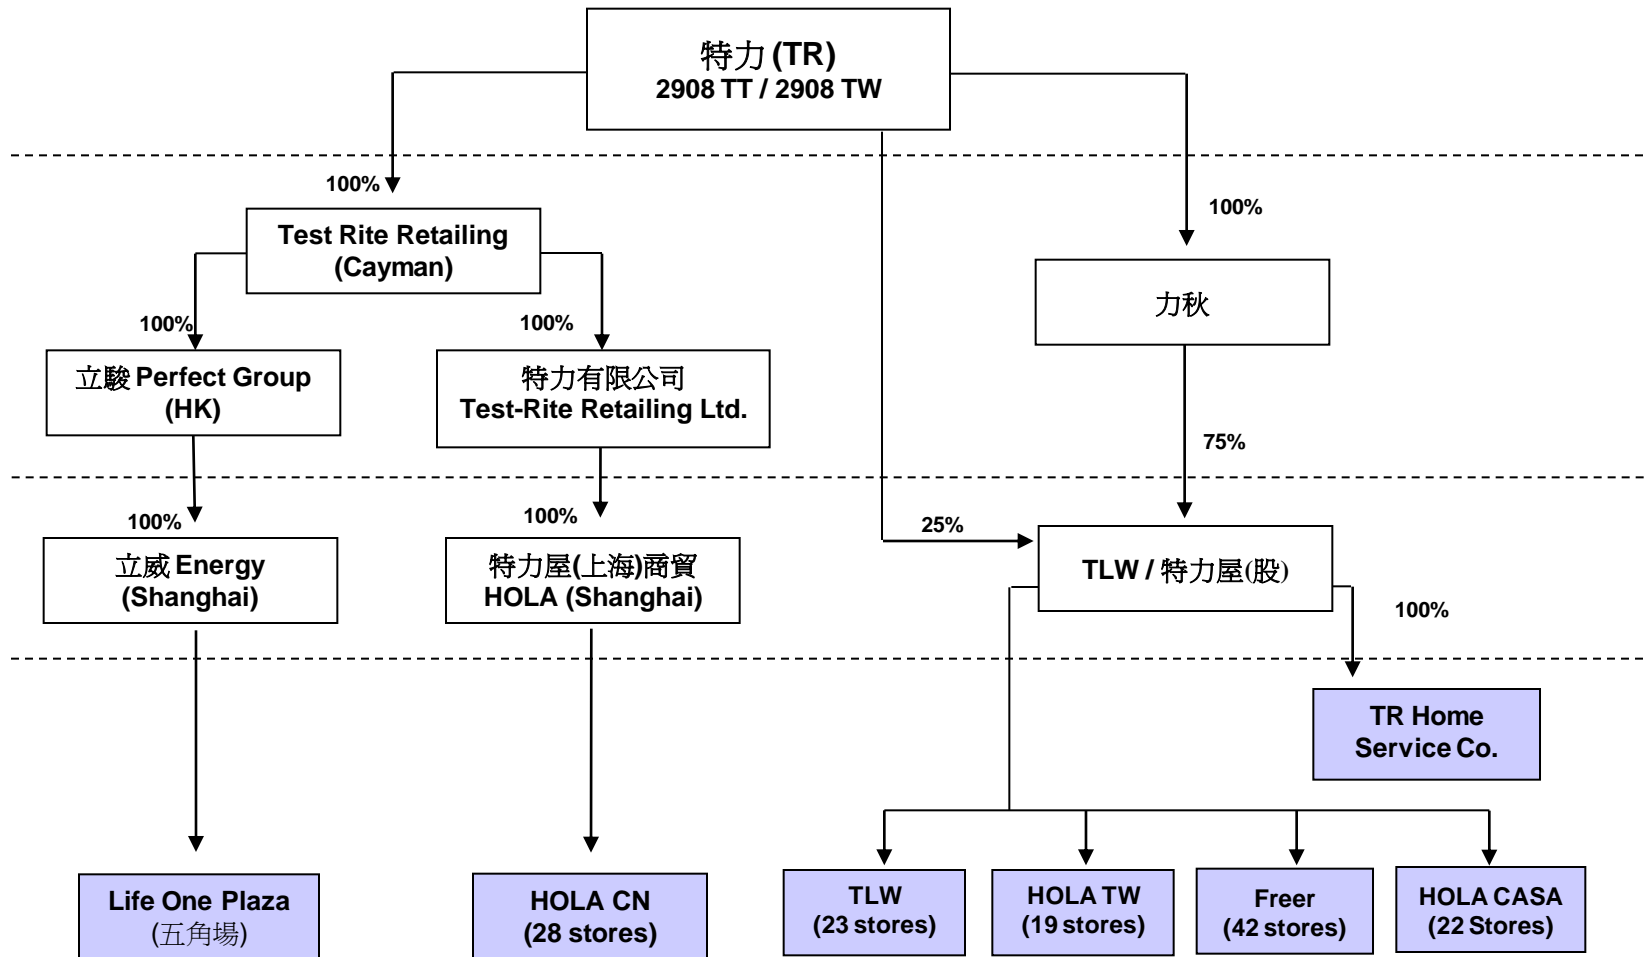 特力 (TR)
2908 TT / 2908 TW
100%
100%
Test Rite Retailing
(Cayman)
力秋
100%
100%
立駿 Perfect Group
(HK)
特力有限公司
Test-Rite Retailing Ltd.
75%
100%
100%
25%
立威 Energy
(Shanghai)
特力屋(上海)商貿
HOLA (Shanghai)
TLW / 特力屋(股)
100%
TR Home
Service Co.
Life One Plaza
(五角場)
HOLA CN
(28 stores)
TLW
(23 stores)
HOLA TW
(19 stores)
Freer
(42 stores)
HOLA CASA
(22 Stores)